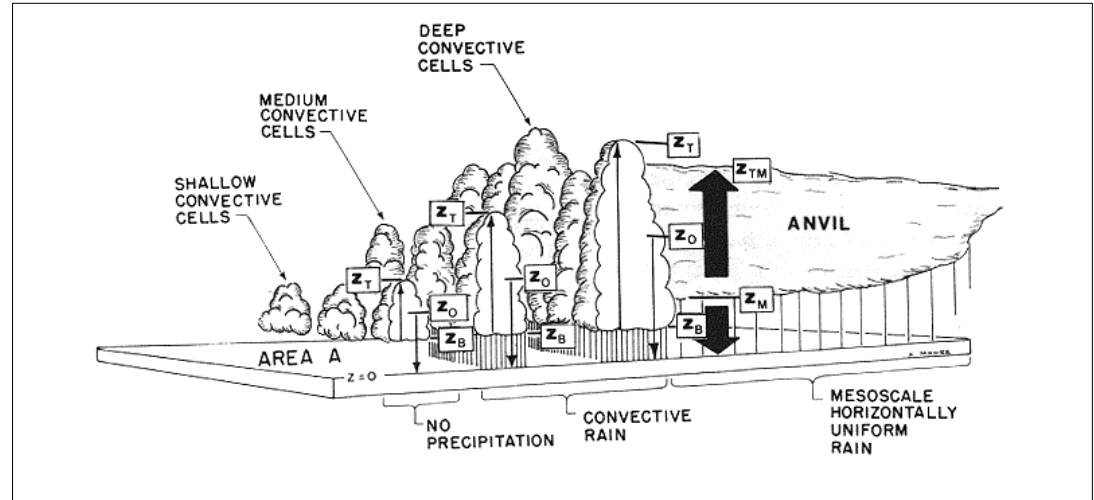 DEEP
CONVECTIVE
CELLS
MEDIUM
CONVECTIVE
CELLS
SHALLOW
CONVECTIVE
CELLS
Z_T
Z_TM
Z_T
ANVIL
Z_O
Z_T
Z_O
Z_M
Z_O
Z_B
Z_B
Z_B
AREA A
Z=0
NO
PRECIPITATION
CONVECTIVE
RAIN
MESOSCALE
HORIZONTALLY
UNIFORM
RAIN